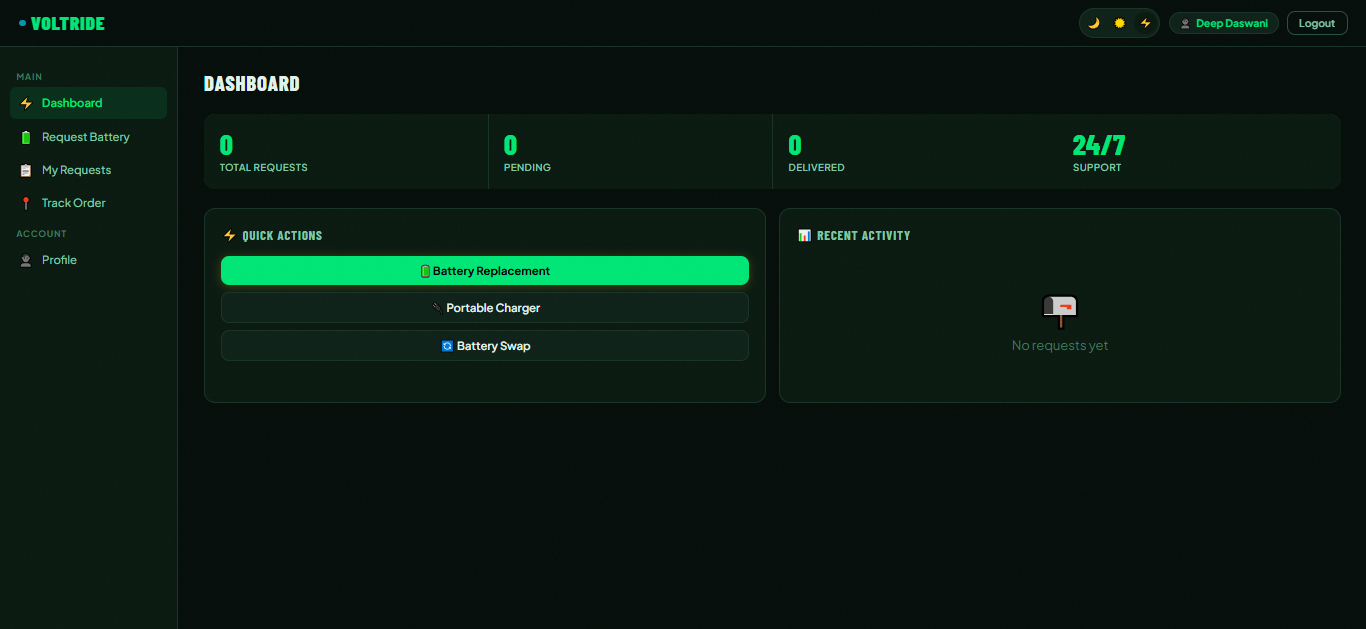 VOLTRIDE
Deep Daswani
Logout
MAIN
Dashboard
Request Battery
My Requests
Track Order
ACCOUNT
Profile
DASHBOARD
0
TOTAL REQUESTS
0
PENDING
0
DELIVERED
24/7
SUPPORT
QUICK ACTIONS
Battery Replacement
Portable Charger
Battery Swap
RECENT ACTIVITY
No requests yet